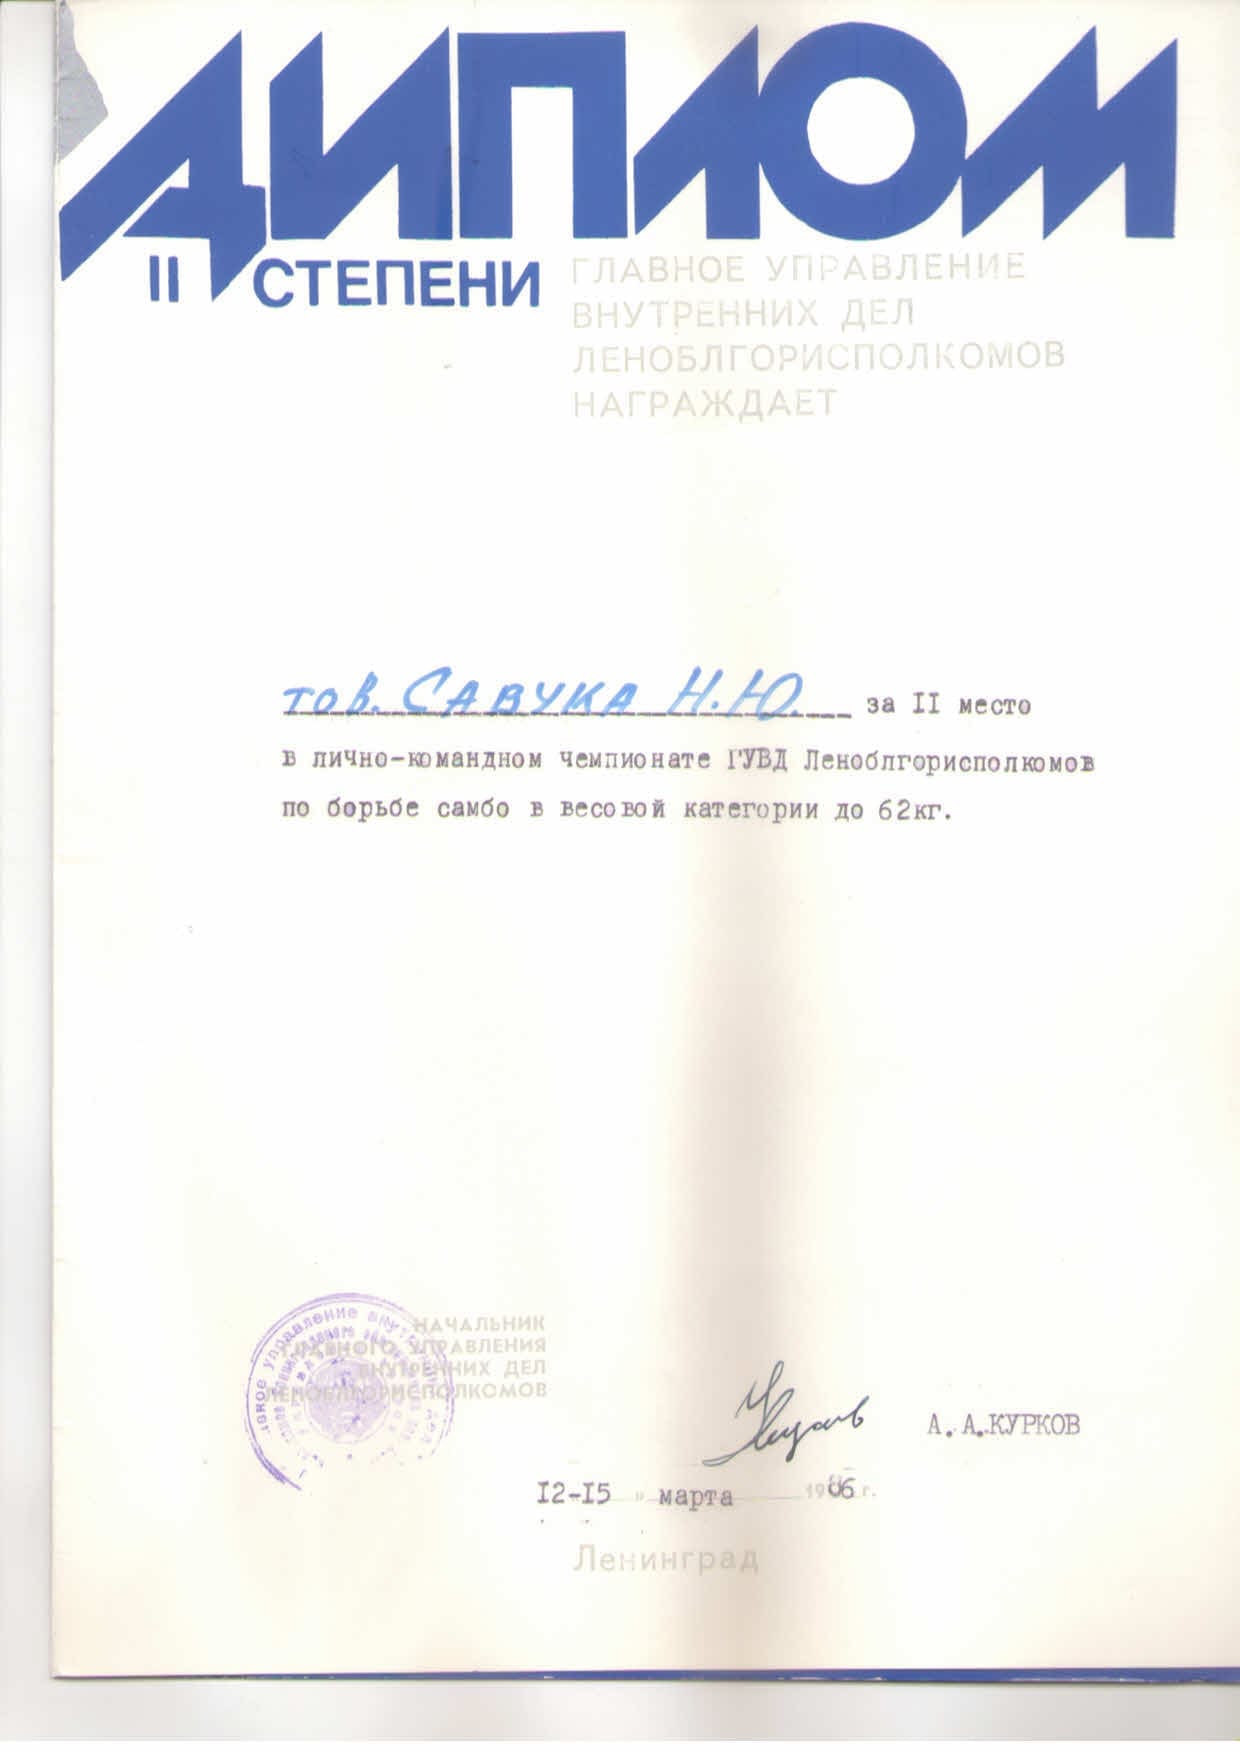 ДИПЛОМ
II СТЕПЕНИ
ГЛАВНОЕ УПРАВЛЕНИЕ
ВНУТРЕННИХ ДЕЛ
ЛЕНОБЛГОРИСПОЛКОМОВ
НАГРАЖДАЕТ
тов. САВУКА Н.Ю. за II место
в лично-командном чемпионате ГУВД Леноблгорисполкомов
по борьбе самбо в весовой категории до 62кг.
НАЧАЛЬНИК
ГЛАВНОГО УПРАВЛЕНИЯ
ВНУТРЕННИХ ДЕЛ
ЛЕНОБЛГОРИСПОЛКОМОВ
А.А.КУРКОВ
12-15 " марта 1986 г.
Ленинград